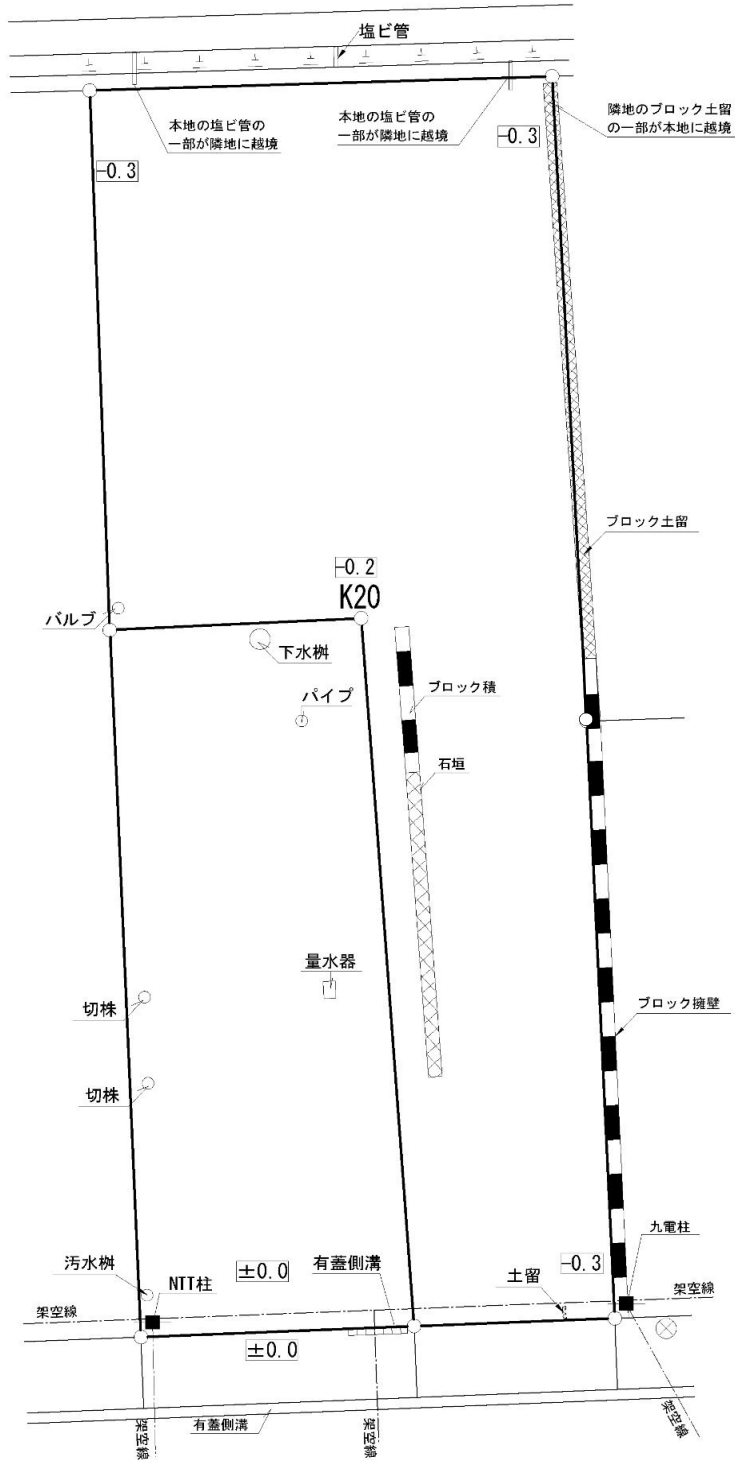 塩ビ管
本地の塩ビ管の
一部が隣地に越境
本地の塩ビ管の
一部が隣地に越境
隣地のブロック土留
の一部が本地に越境
-0.3
-0.3
ブロック土留
-0.2
K20
バルブ
下水桝
パイプ
ブロック積
石垣
量水器
切株
ブロック擁壁
切株
九電柱
汚水桝
NTT柱
±0.0
有蓋側溝
土留
-0.3
架空線
架空線
±0.0
有蓋側溝
架空線
架空線
架空線